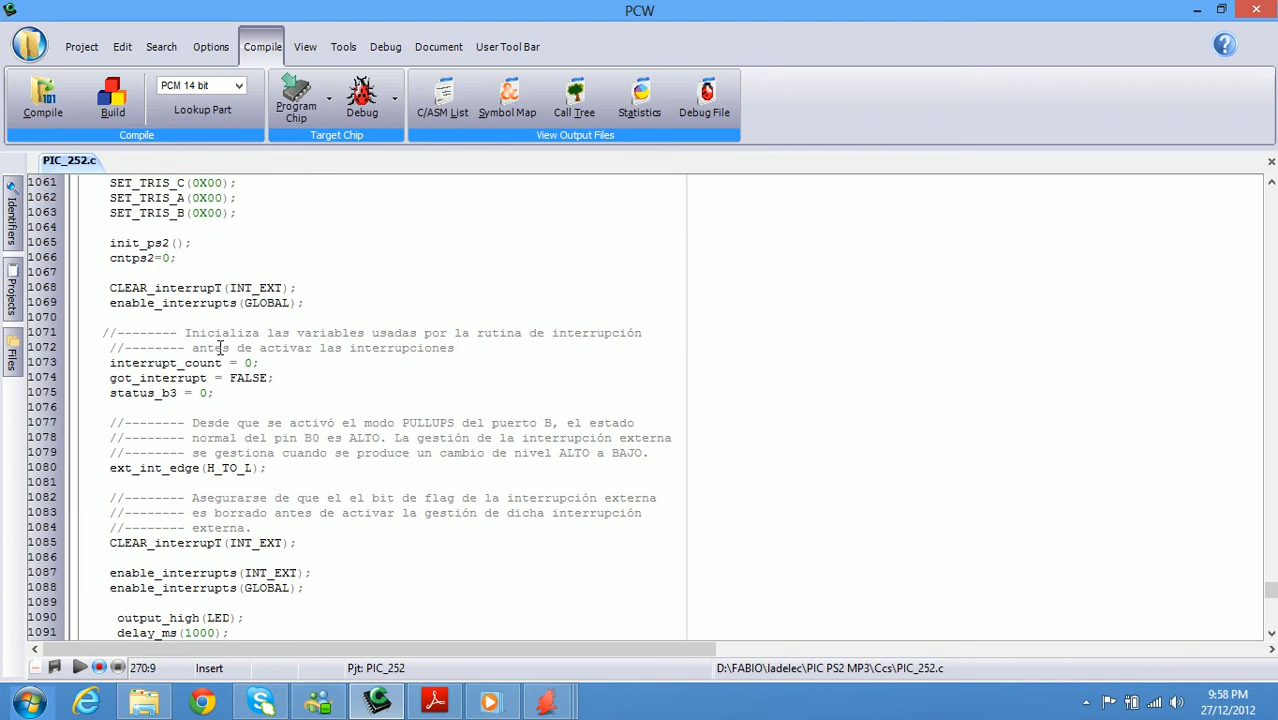 PCW
Project Edit Search Options Compile View Tools Debug Document User Tool Bar
Compile
Build
PCM 14 bit
Lookup Part
Program Chip
Debug
C/ASM List
Symbol Map
Call Tree
Statistics
Debug File
Compile
Target Chip
View Output Files
PIC_252.c
Identifiers
Projects
Files
1061 SET_TRIS_C(0X00);
1062 SET_TRIS_A(0X00);
1063 SET_TRIS_B(0X00);
1064
1065 init_ps2();
1066 cntps2=0;
1067
1068 CLEAR_interrupT(INT_EXT);
1069 enable_interrupts(GLOBAL);
1070
1071 //-------- Inicializa las variables usadas por la rutina de interrupción
1072 //-------- antes de activar las interrupciones
1073 interrupt_count = 0;
1074 got_interrupt = FALSE;
1075 status_b3 = 0;
1076
1077 //-------- Desde que se activó el modo PULLUPS del puerto B, el estado
1078 //-------- normal del pin B0 es ALTO. La gestión de la interrupción externa
1079 //-------- se gestiona cuando se produce un cambio de nivel ALTO a BAJO.
1080 ext_int_edge(H_TO_L);
1081
1082 //-------- Asegurarse de que el el bit de flag de la interrupción externa
1083 //-------- es borrado antes de activar la gestión de dicha interrupción
1084 //-------- externa.
1085 CLEAR_interrupT(INT_EXT);
1086
1087 enable_interrupts(INT_EXT);
1088 enable_interrupts(GLOBAL);
1089
1090 output_high(LED);
1091 delay_ms(1000);
270:9 Insert Pjt: PIC_252 D:\FABIO\ladelec\PIC PS2 MP3\Ccs\PIC_252.c
9:58 PM
27/12/2012